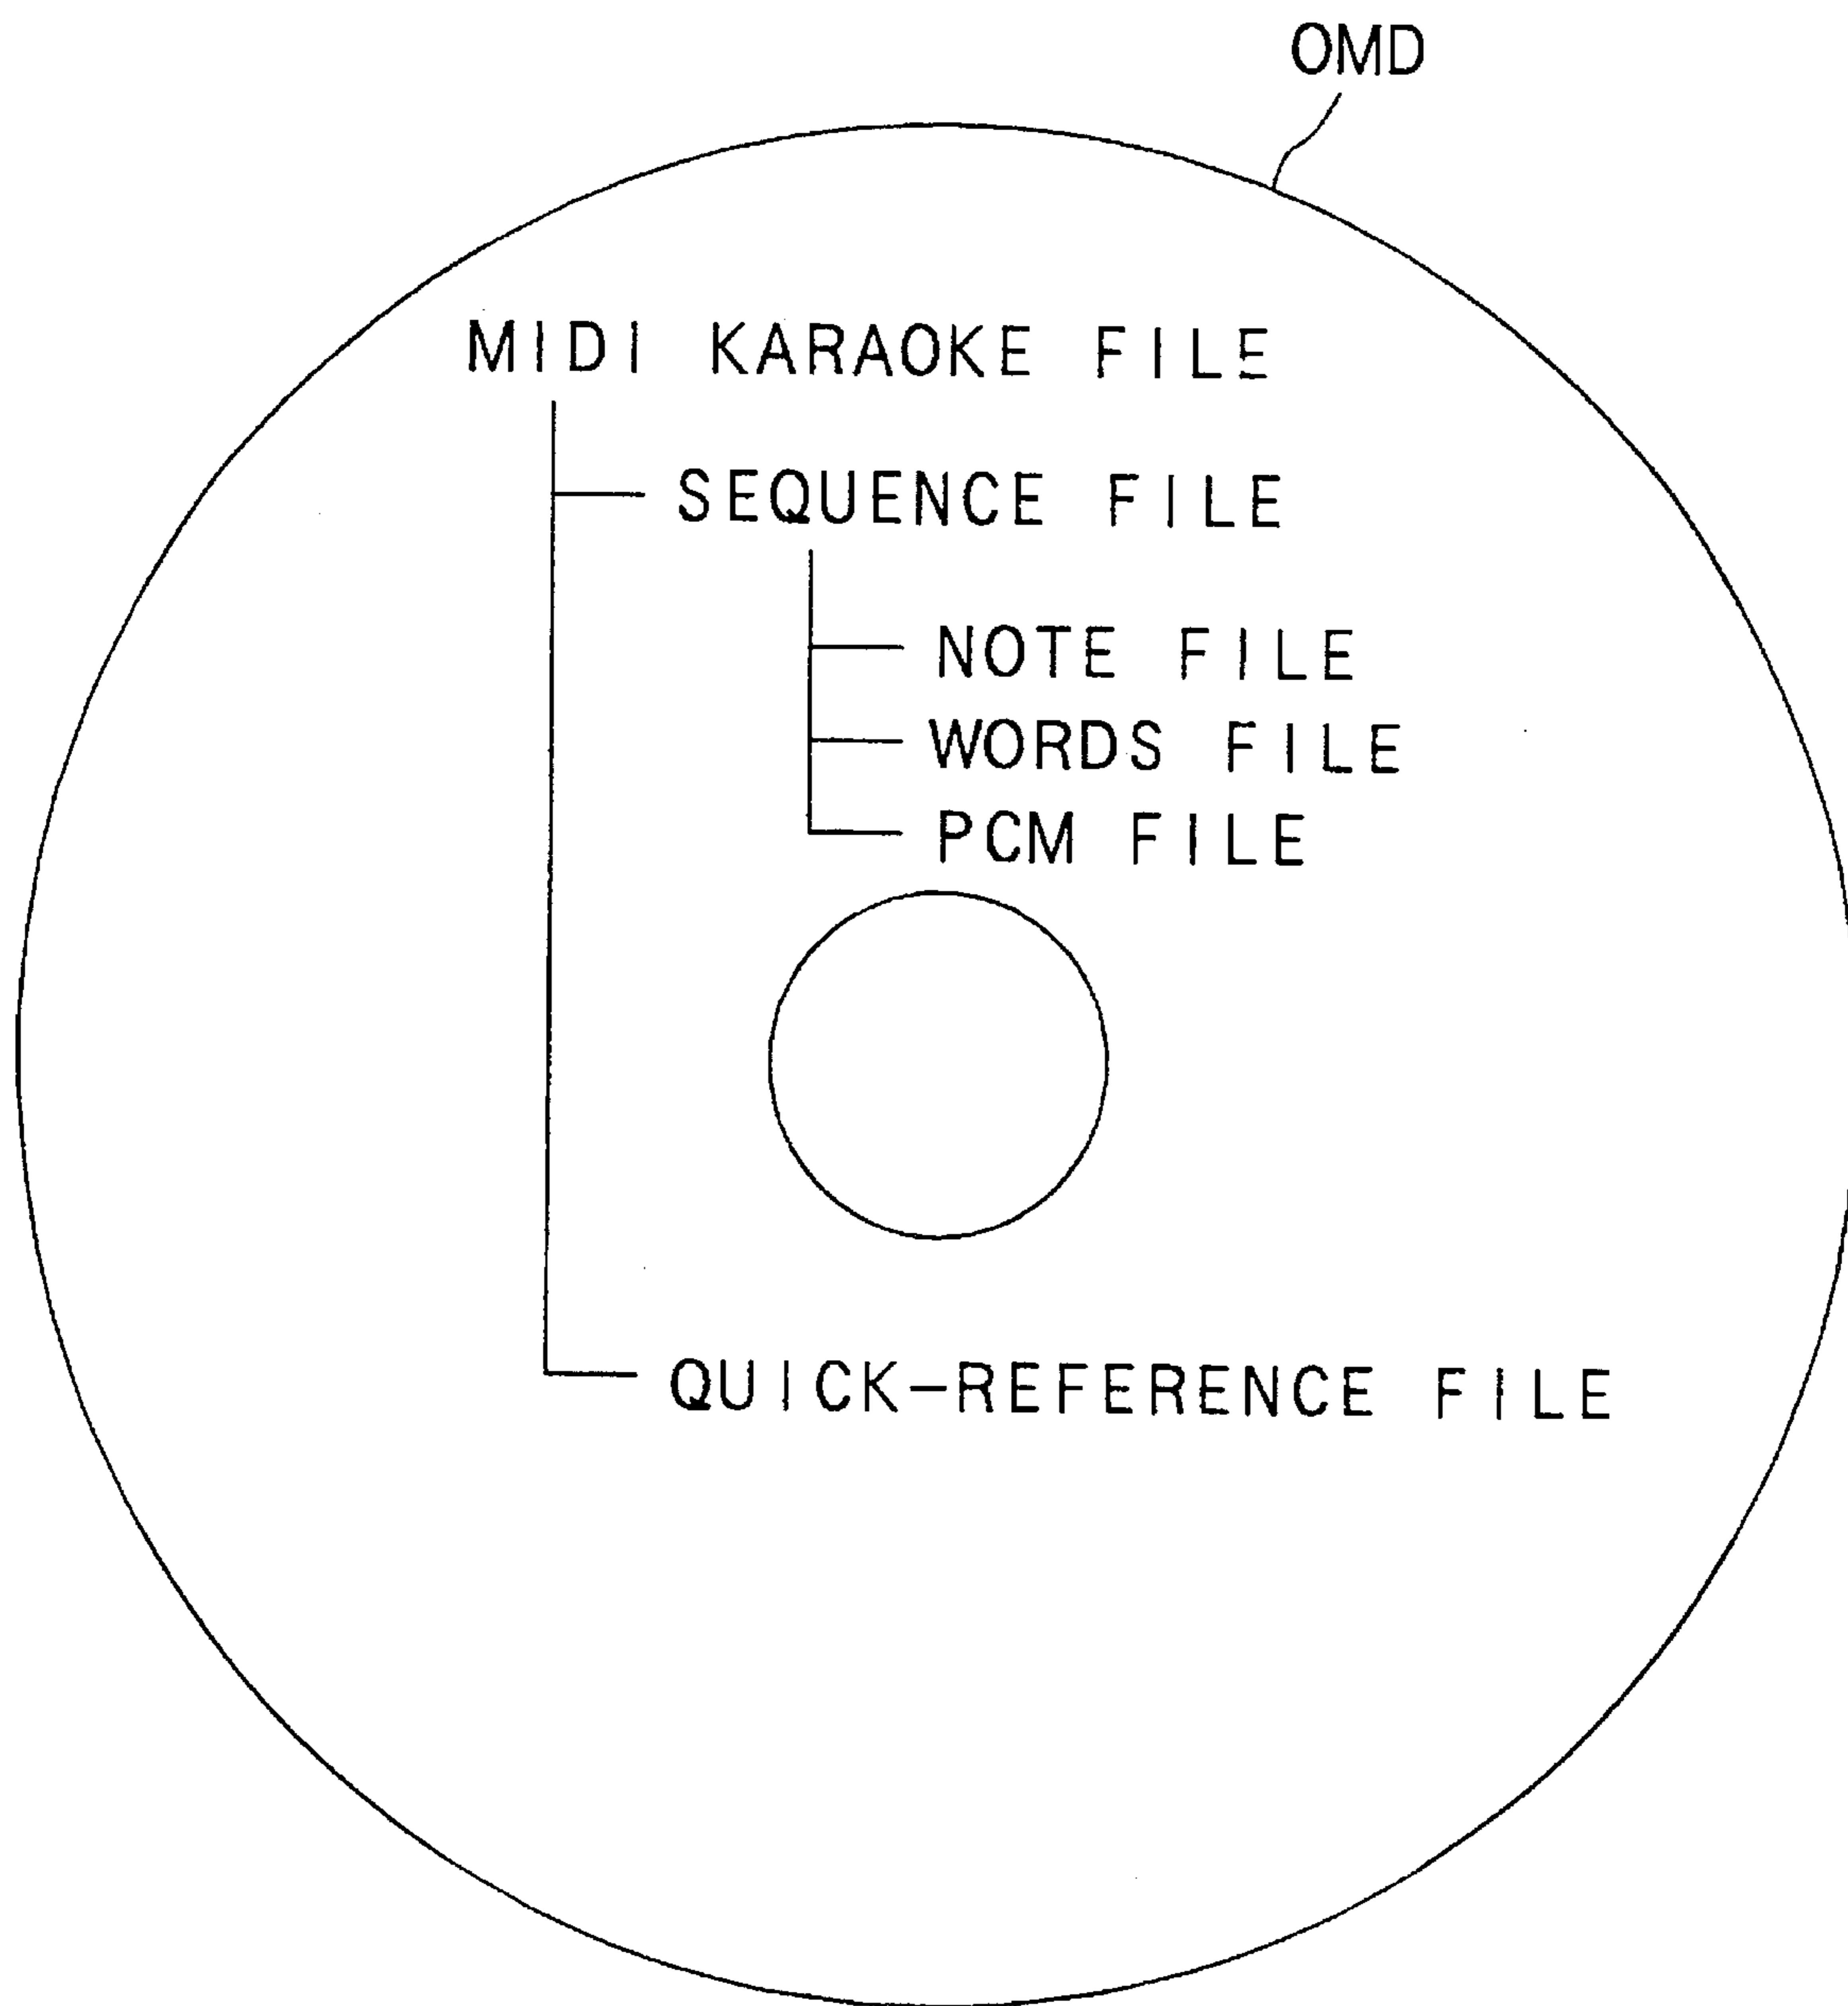 OMD
MIDI KARAOKE FILE
SEQUENCE FILE
NOTE FILE
WORDS FILE
PCM FILE
QUICK-REFERENCE FILE